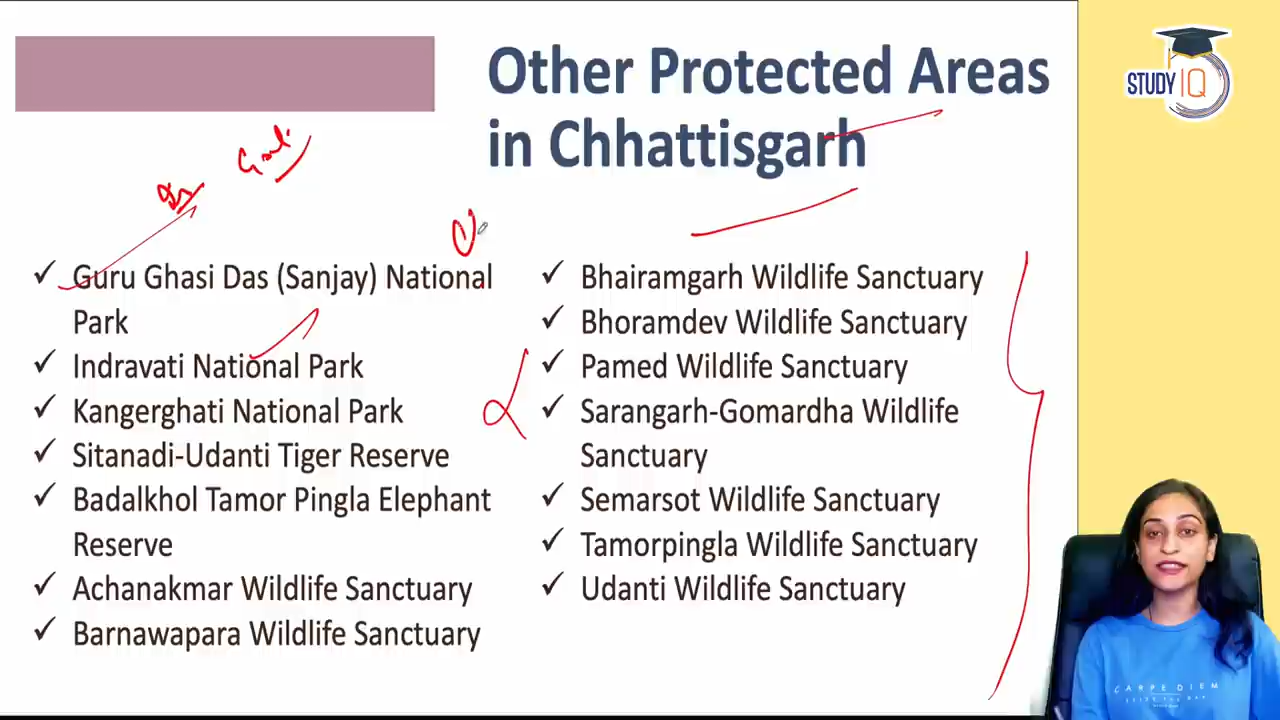 Other Protected Areas
in Chhattisgarh
STUDY IQ
✓ Guru Ghasi Das (Sanjay) National
Park
✓ Indravati National Park
✓ Kangerghati National Park
✓ Sitanadi-Udanti Tiger Reserve
✓ Badalkhol Tamor Pingla Elephant
Reserve
✓ Achanakmar Wildlife Sanctuary
✓ Barnawapara Wildlife Sanctuary
✓ Bhairamgarh Wildlife Sanctuary
✓ Bhoramdev Wildlife Sanctuary
✓ Pamed Wildlife Sanctuary
✓ Sarangarh-Gomardha Wildlife
Sanctuary
✓ Semarsot Wildlife Sanctuary
✓ Tamorpingla Wildlife Sanctuary
✓ Udanti Wildlife Sanctuary
CARPE DIEM